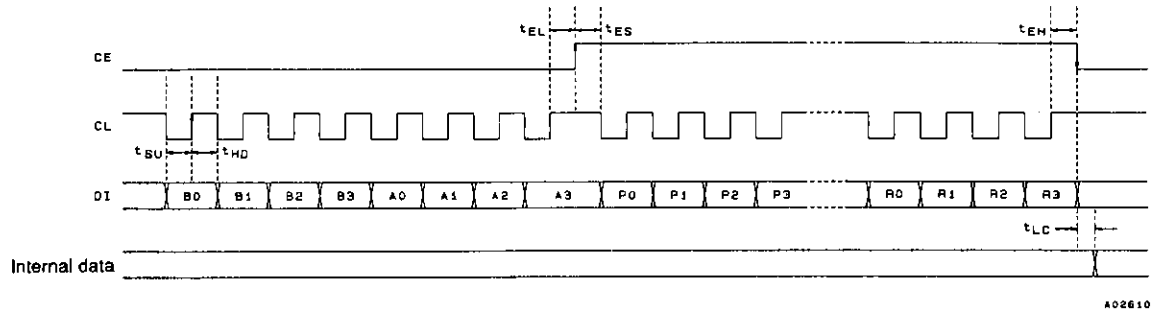 tEL tES tEH
CE
CL
tSU tHD
DI B0 B1 B2 B3 A0 A1 A2 A3 P0 P1 P2 P3 R0 R1 R2 R3
tLC
Internal data
A02610